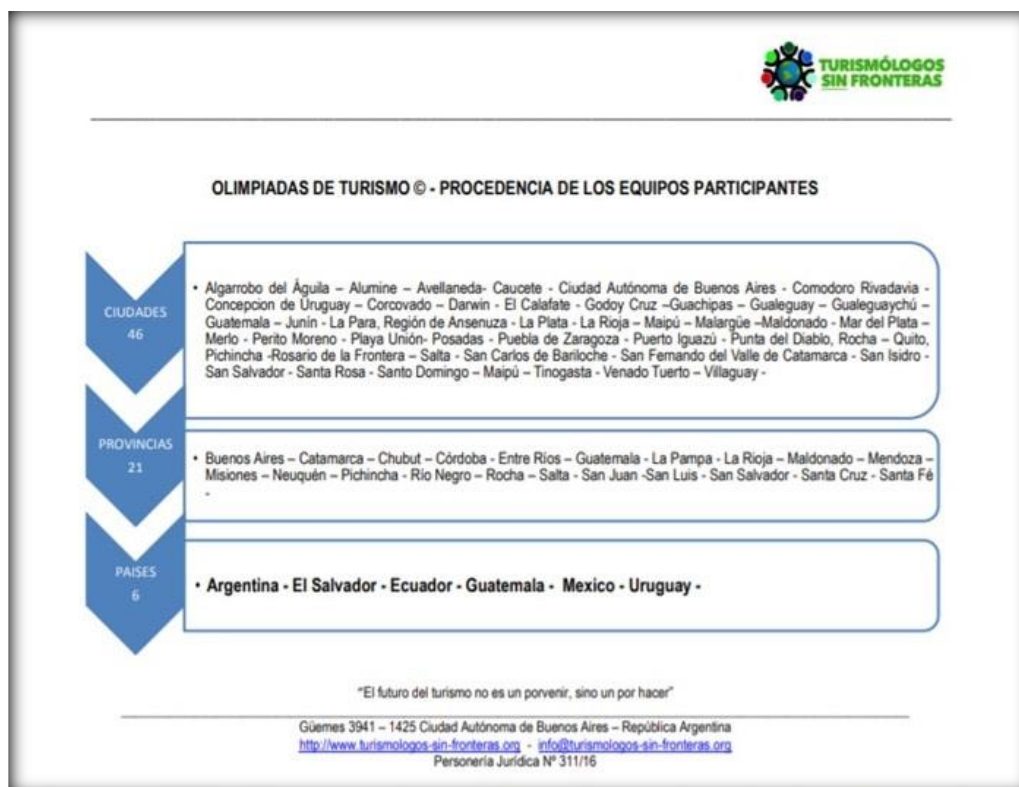 TURISMÓLOGOS
SIN FRONTERAS
OLIMPIADAS DE TURISMO © - PROCEDENCIA DE LOS EQUIPOS PARTICIPANTES
CIUDADES
46
• Algarrobo del Águila – Alumine – Avellaneda- Caucete - Ciudad Autónoma de Buenos Aires - Comodoro Rivadavia -
Concepcion de Uruguay – Corcovado – Darwin - El Calafate - Godoy Cruz –Guachipas – Gualeguay – Gualeguaychú –
Guatemala – Junín - La Para, Región de Ansenuza - La Plata - La Rioja – Maipú – Malargüe –Maldonado - Mar del Plata –
Merlo - Perito Moreno - Playa Unión- Posadas - Puebla de Zaragoza - Puerto Iguazú - Punta del Diablo, Rocha – Quito,
Pichincha -Rosario de la Frontera – Salta - San Carlos de Bariloche - San Fernando del Valle de Catamarca - San Isidro -
San Salvador - Santa Rosa - Santo Domingo – Maipú – Tinogasta - Venado Tuerto – Villaguay -
PROVINCIAS
21
• Buenos Aires – Catamarca – Chubut – Córdoba - Entre Ríos – Guatemala - La Pampa - La Rioja – Maldonado – Mendoza –
Misiones – Neuquén – Pichincha - Río Negro – Rocha – Salta - San Juan -San Luis - San Salvador - Santa Cruz - Santa Fé
-
PAISES
6
• Argentina - El Salvador - Ecuador - Guatemala - Mexico - Uruguay -
“El futuro del turismo no es un porvenir, sino un por hacer”
Güemes 3941 – 1425 Ciudad Autónoma de Buenos Aires – República Argentina
http://www.turismologos-sin-fronteras.org - info@turismologos-sin-fronteras.org
Personería Jurídica Nº 311/16